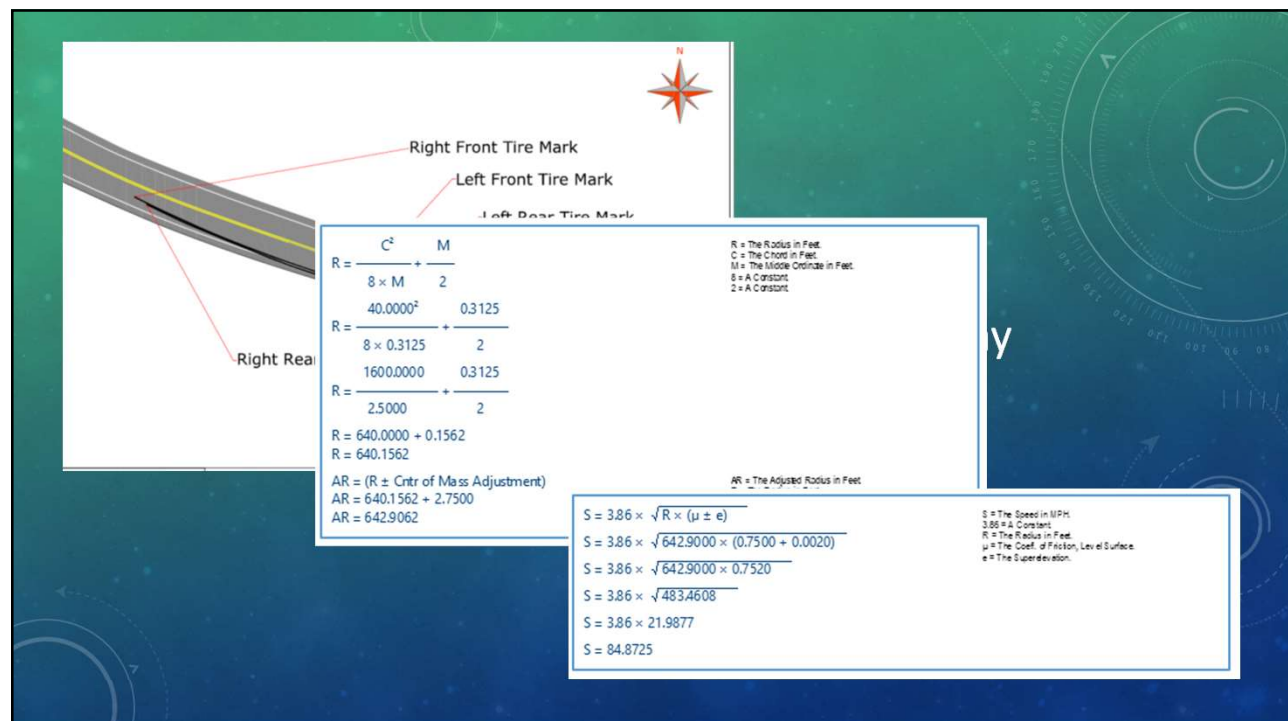 N
Right Front Tire Mark
Left Front Tire Mark
Left Rear Tire Mark
Right Rear
R = C² / 8 × M + M / 2
R = 40.0000² / 8 × 0.3125 + 0.3125 / 2
R = 1600.0000 / 2.5000 + 0.3125 / 2
R = 640.0000 + 0.1562
R = 640.1562
AR = (R ± Cntr of Mass Adjustment)
AR = 640.1562 + 2.7500
AR = 642.9062
R = The Radius in Feet.
C = The Chord in Feet.
M = The Middle Ordinate in Feet.
8 = A Constant.
2 = A Constant.
AR = The Adjusted Radius in Feet
y
S = 3.86 × √R × (µ ± e)
S = 3.86 × √642.9000 × (0.7500 + 0.0020)
S = 3.86 × √642.9000 × 0.7520
S = 3.86 × √483.4608
S = 3.86 × 21.9877
S = 84.8725
S = The Speed in MPH.
3.86 = A Constant.
R = The Radius in Feet.
µ = The Coef. of Friction, Level Surface.
e = The Superelevation.